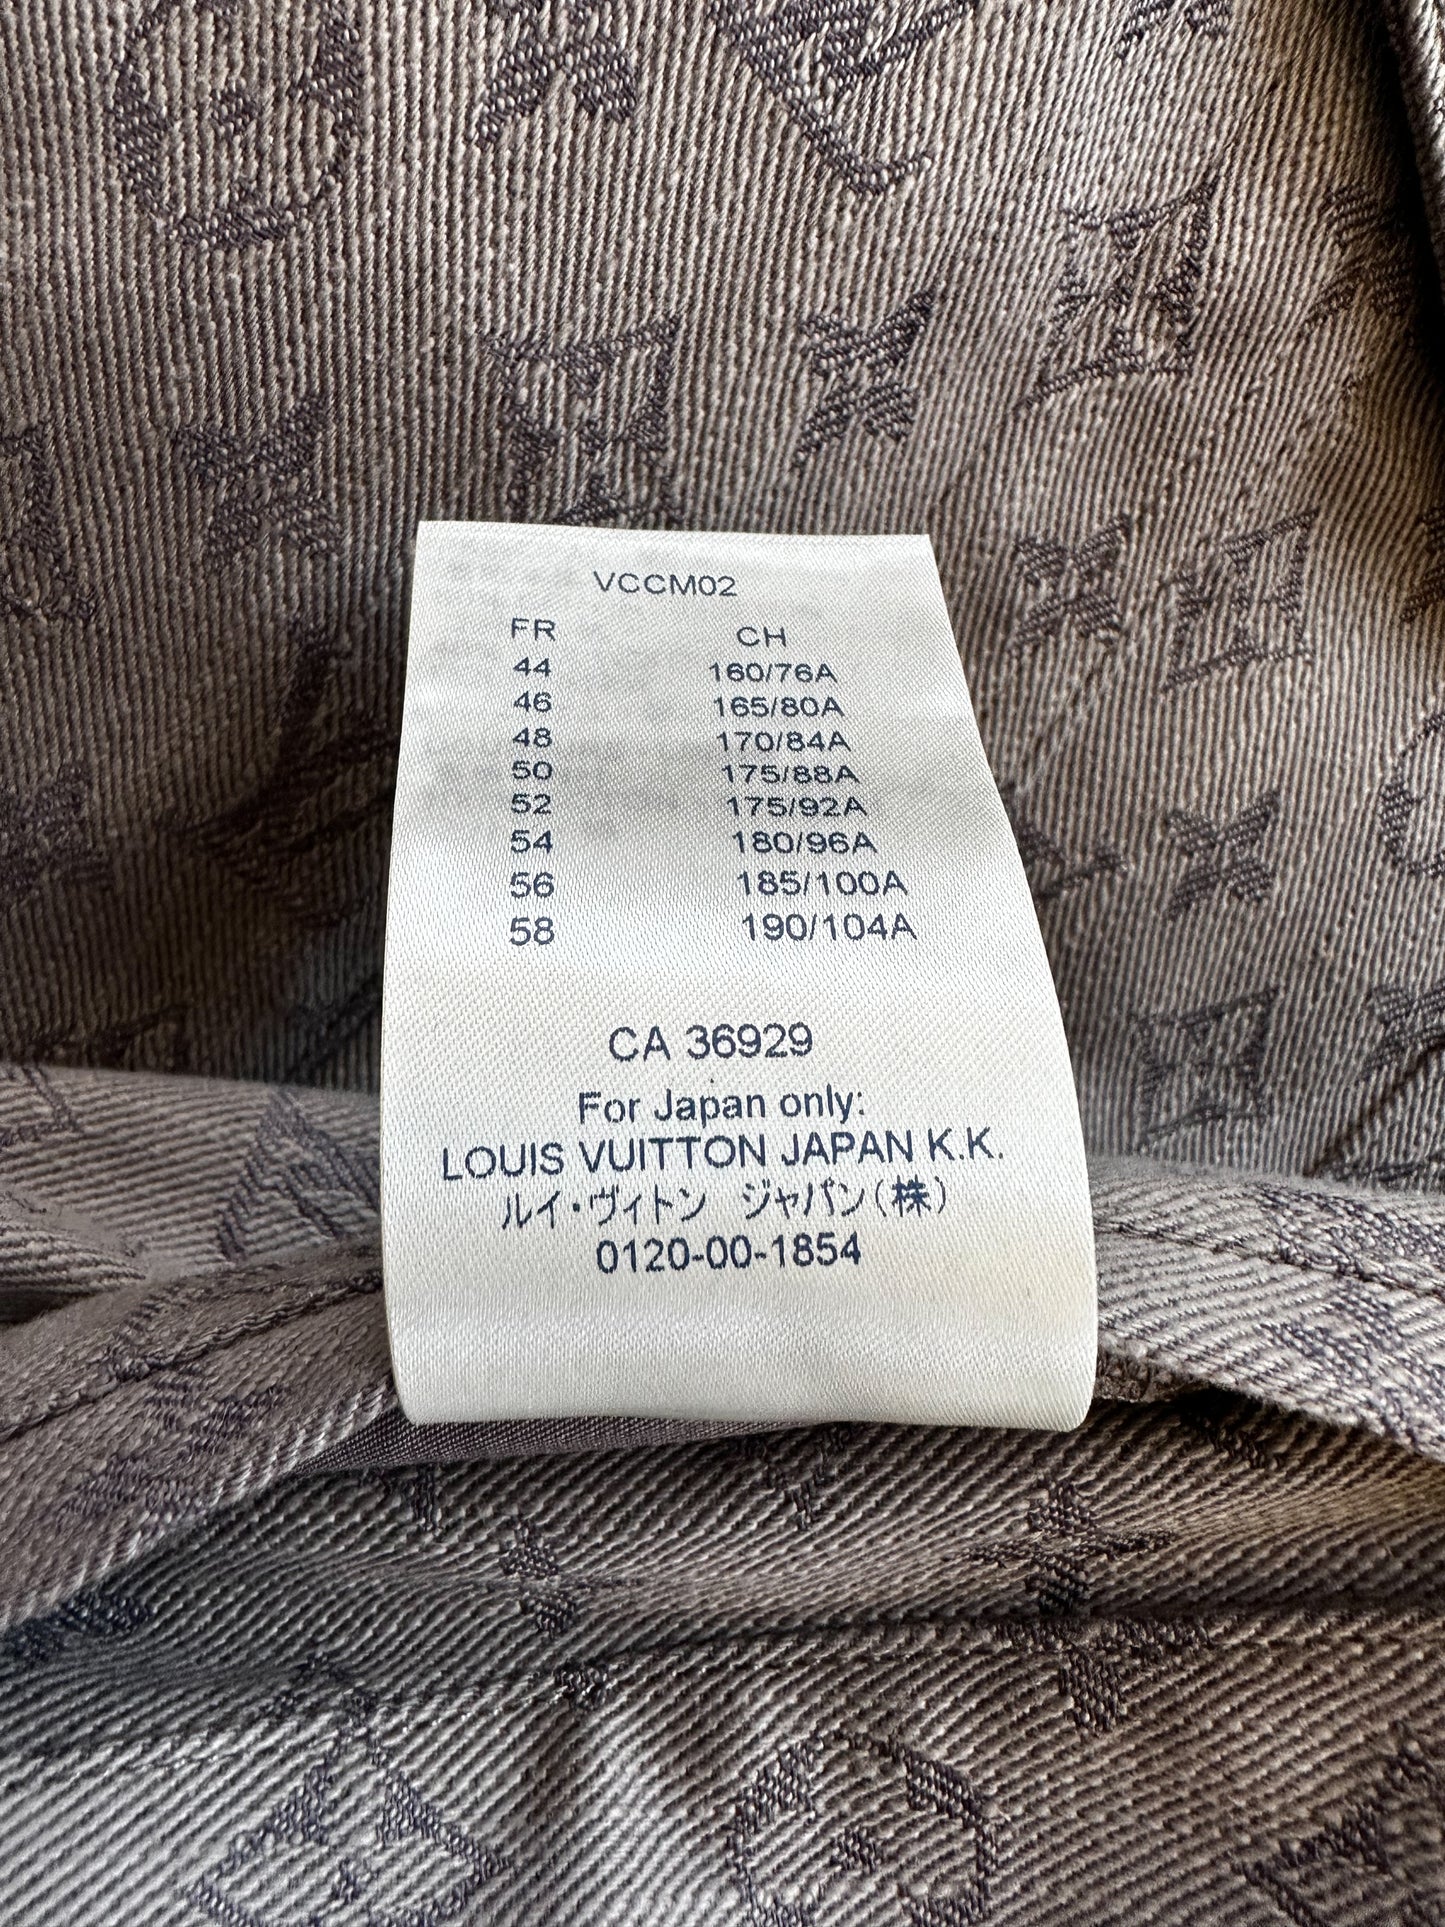 VCCM02
FR CH
44 160/76A
46 165/80A
48 170/84A
50 175/88A
52 175/92A
54 180/96A
56 185/100A
58 190/104A
CA 36929
For Japan only:
LOUIS VUITTON JAPAN K.K.
ルイ・ヴィトン ジャパン(株)
0120-00-1854